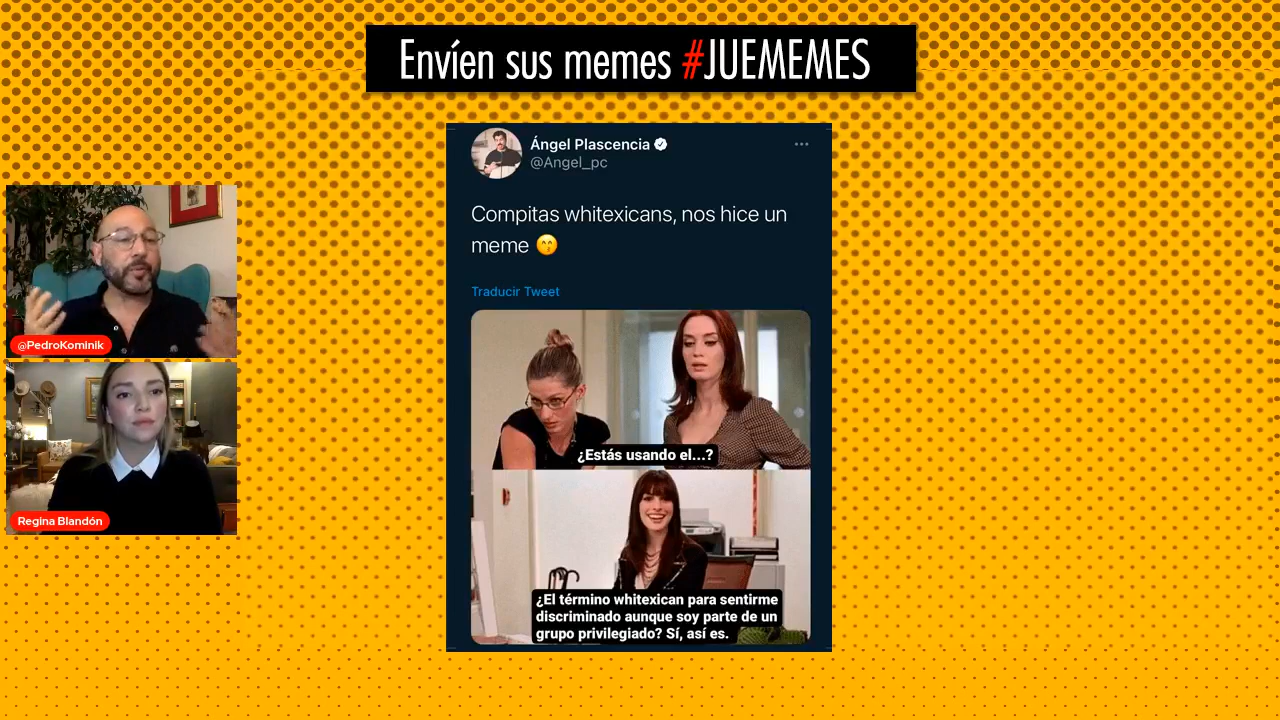 Envíen sus memes #JUEMEMES
Ángel Plascencia
@Angel_pc
Compitas whitexicans, nos hice un
meme 😙
Traducir Tweet
¿Estás usando el...?
¿El término whitexican para sentirme
discriminado aunque soy parte de un
grupo privilegiado? Sí, así es.
@PedroKominik
Regina Blandón